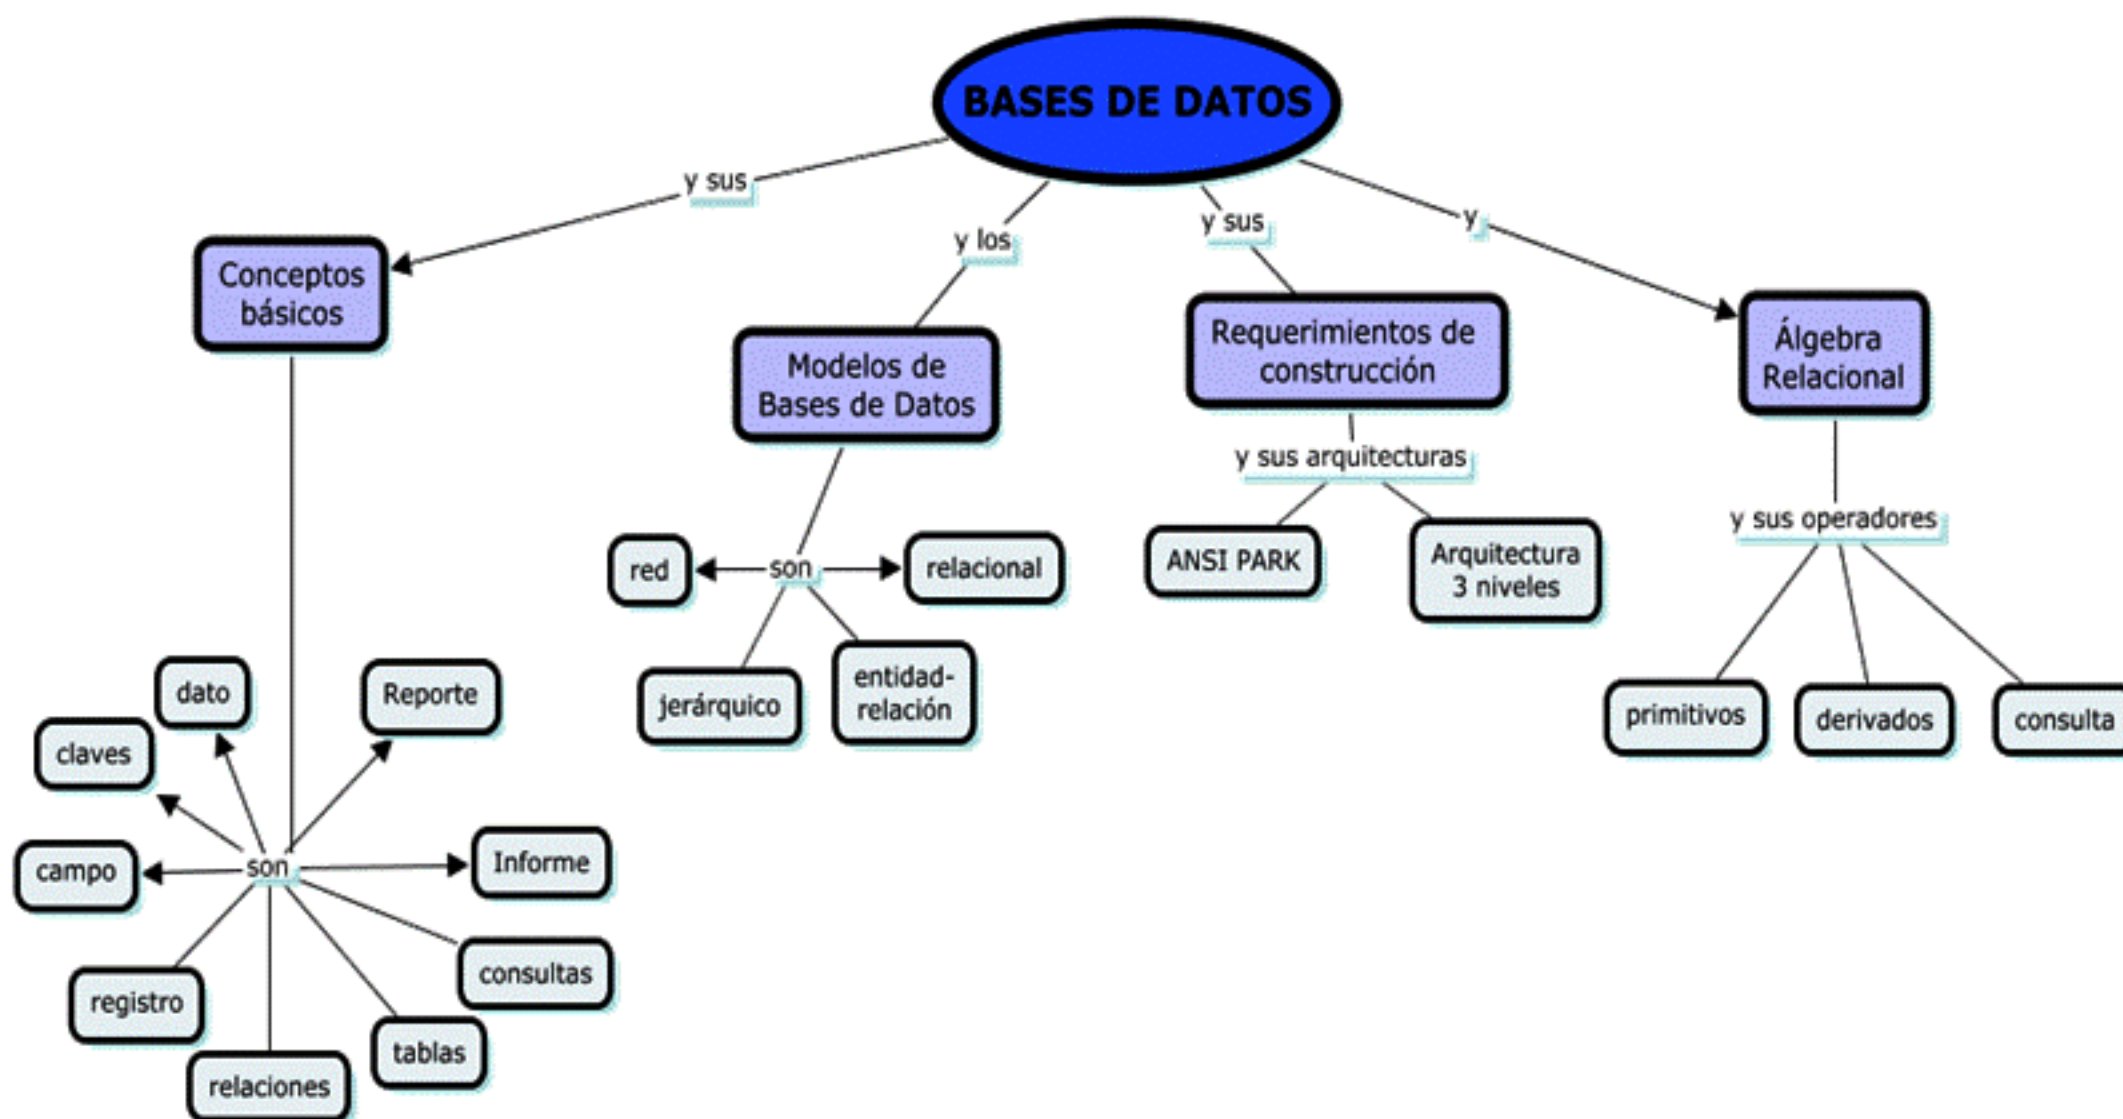 BASES DE DATOS
y sus
y los
y sus
y
Conceptos
básicos
Modelos de
Bases de Datos
Requerimientos de
construcción
Álgebra
Relacional
y sus arquitecturas
y sus operadores
red
son
relacional
jerárquico
entidad-
relación
ANSI PARK
Arquitectura
3 niveles
primitivos
derivados
consulta
dato
Reporte
claves
campo
son
Informe
registro
consultas
relaciones
tablas